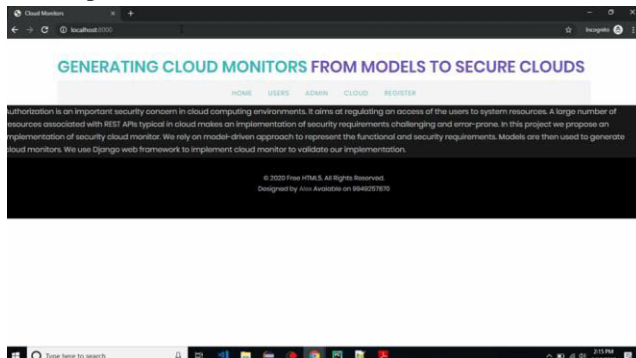 Cloud Monitors
localhost:8000
Incognito
GENERATING CLOUD MONITORS FROM MODELS TO SECURE CLOUDS
HOME USERS ADMIN CLOUD REGISTER
Authorization is an important security concern in cloud computing environments. It aims at regulating an access of the users to system resources. A large number of
resources associated with REST APIs typical in cloud makes an implementation of security requirements challenging and error-prone. In this project we propose an
implementation of security cloud monitor. We rely on model-driven approach to represent the functional and security requirements. Models are then used to generate
cloud monitors. We use Django web framework to implement cloud monitor to validate our implementation.
© 2020 Free HTML5. All Rights Reserved.
Designed by Alex Avaiable on 9949257870
Type here to search
2:15 PM